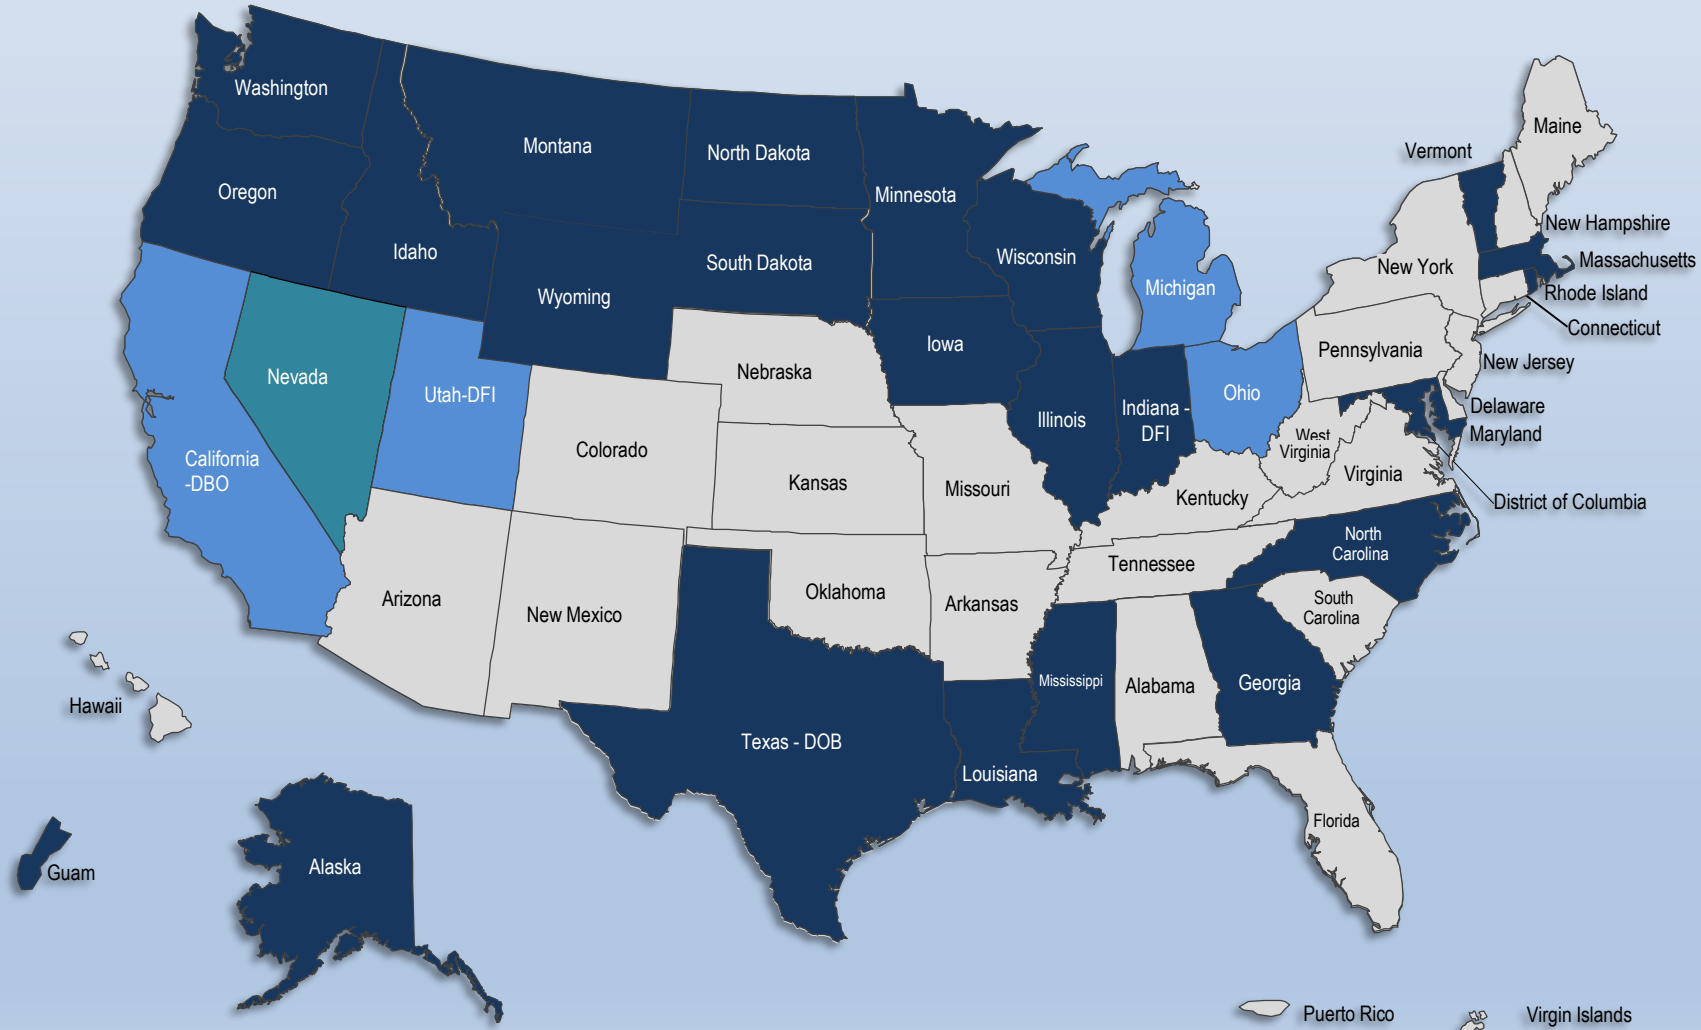 Washington
Montana
North Dakota
Minnesota
Oregon
Idaho
Wyoming
South Dakota
Wisconsin
Michigan
Iowa
Vermont
Maine
New Hampshire
New York
Massachusetts
Rhode Island
Connecticut
Pennsylvania
New Jersey
Nevada
Utah-DFI
Nebraska
Illinois
Indiana -
DFI
Ohio
Delaware
Maryland
California
-DBO
Colorado
Kansas
Missouri
Kentucky
West
Virginia
Virginia
District of Columbia
North
Carolina
Tennessee
Arizona
New Mexico
Oklahoma
Arkansas
South
Carolina
Mississippi
Alabama
Georgia
Hawaii
Texas - DOB
Louisiana
Florida
Guam
Alaska
Puerto Rico
Virgin Islands